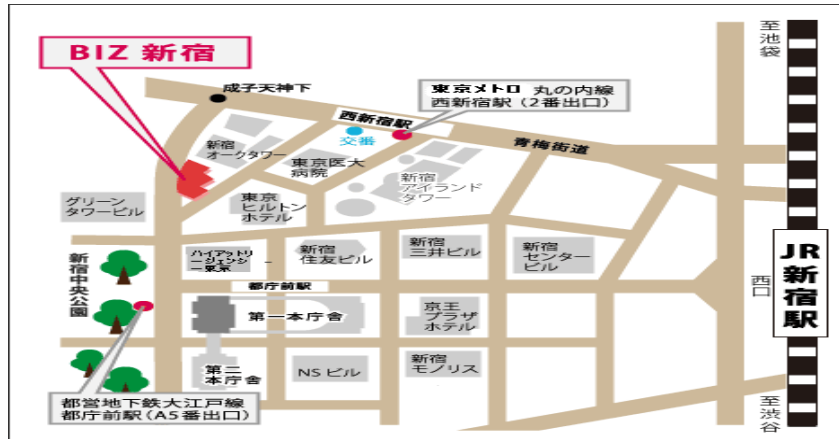 BIZ 新宿
成子天神下
東京メトロ 丸の内線
西新宿駅（2番出口）
至池袋
西新宿駅
交番
青梅街道
新宿
オークタワー
東京医大
病院
新宿
アイランド
タワー
グリーン
タワービル
東京
ヒルトン
ホテル
ハイアットリ
ージェンシ
ー東京
新宿
住友ビル
新宿
三井ビル
新宿
センター
ビル
JR新宿駅
西口
新宿中央公園
都庁前駅
第一本庁舎
京王
プラザ
ホテル
第二
本庁舎
NSビル
新宿
モノリス
都営地下鉄大江戸線
都庁前駅（A5番出口）
至渋谷